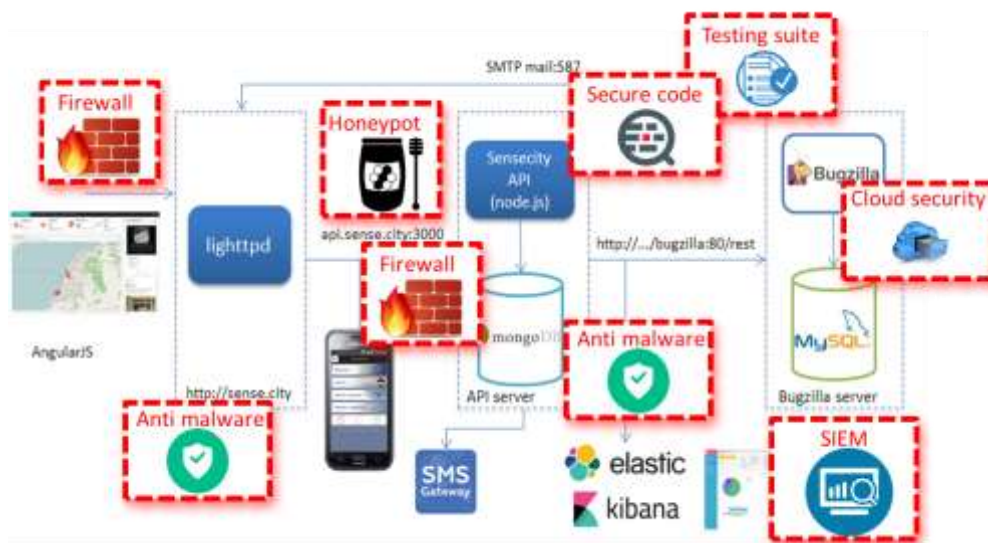 Testing suite
SMTP mail:587
Firewall
Secure code
Honeypot
Sensecity
API
(node.js)
Bugzilla
Cloud security
lighttpd
api.sense.city:3000
http://.../bugzilla:80/rest
Firewall
mongoDB
Anti malware
MySQL
AngularJS
http://sense.city
API server
Bugzilla server
Anti malware
SIEM
SMS
Gateway
elastic
kibana